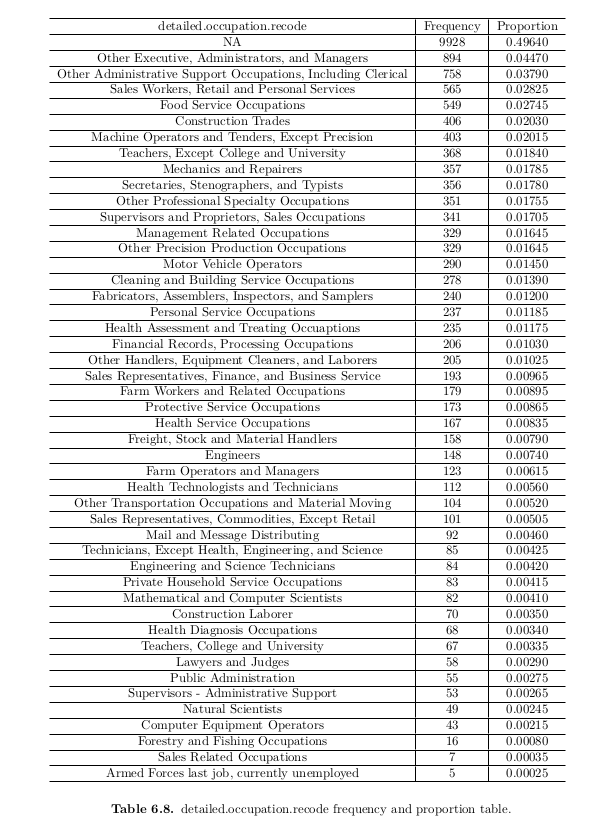 detailed.occupation.recode Frequency Proportion
NA 9928 0.49640
Other Executive, Administrators, and Managers 894 0.04470
Other Administrative Support Occupations, Including Clerical 758 0.03790
Sales Workers, Retail and Personal Services 565 0.02825
Food Service Occupations 549 0.02745
Construction Trades 406 0.02030
Machine Operators and Tenders, Except Precision 403 0.02015
Teachers, Except College and University 368 0.01840
Mechanics and Repairers 357 0.01785
Secretaries, Stenographers, and Typists 356 0.01780
Other Professional Specialty Occupations 351 0.01755
Supervisors and Proprietors, Sales Occupations 341 0.01705
Management Related Occupations 329 0.01645
Other Precision Production Occupations 329 0.01645
Motor Vehicle Operators 290 0.01450
Cleaning and Building Service Occupations 278 0.01390
Fabricators, Assemblers, Inspectors, and Samplers 240 0.01200
Personal Service Occupations 237 0.01185
Health Assessment and Treating Occuaptions 235 0.01175
Financial Records, Processing Occupations 206 0.01030
Other Handlers, Equipment Cleaners, and Laborers 205 0.01025
Sales Representatives, Finance, and Business Service 193 0.00965
Farm Workers and Related Occupations 179 0.00895
Protective Service Occupations 173 0.00865
Health Service Occupations 167 0.00835
Freight, Stock and Material Handlers 158 0.00790
Engineers 148 0.00740
Farm Operators and Managers 123 0.00615
Health Technologists and Technicians 112 0.00560
Other Transportation Occupations and Material Moving 104 0.00520
Sales Representatives, Commodities, Except Retail 101 0.00505
Mail and Message Distributing 92 0.00460
Technicians, Except Health, Engineering, and Science 85 0.00425
Engineering and Science Technicians 84 0.00420
Private Household Service Occupations 83 0.00415
Mathematical and Computer Scientists 82 0.00410
Construction Laborer 70 0.00350
Health Diagnosis Occupations 68 0.00340
Teachers, College and University 67 0.00335
Lawyers and Judges 58 0.00290
Public Administration 55 0.00275
Supervisors - Administrative Support 53 0.00265
Natural Scientists 49 0.00245
Computer Equipment Operators 43 0.00215
Forestry and Fishing Occupations 16 0.00080
Sales Related Occupations 7 0.00035
Armed Forces last job, currently unemployed 5 0.00025
Table 6.8. detailed.occupation.recode frequency and proportion table.